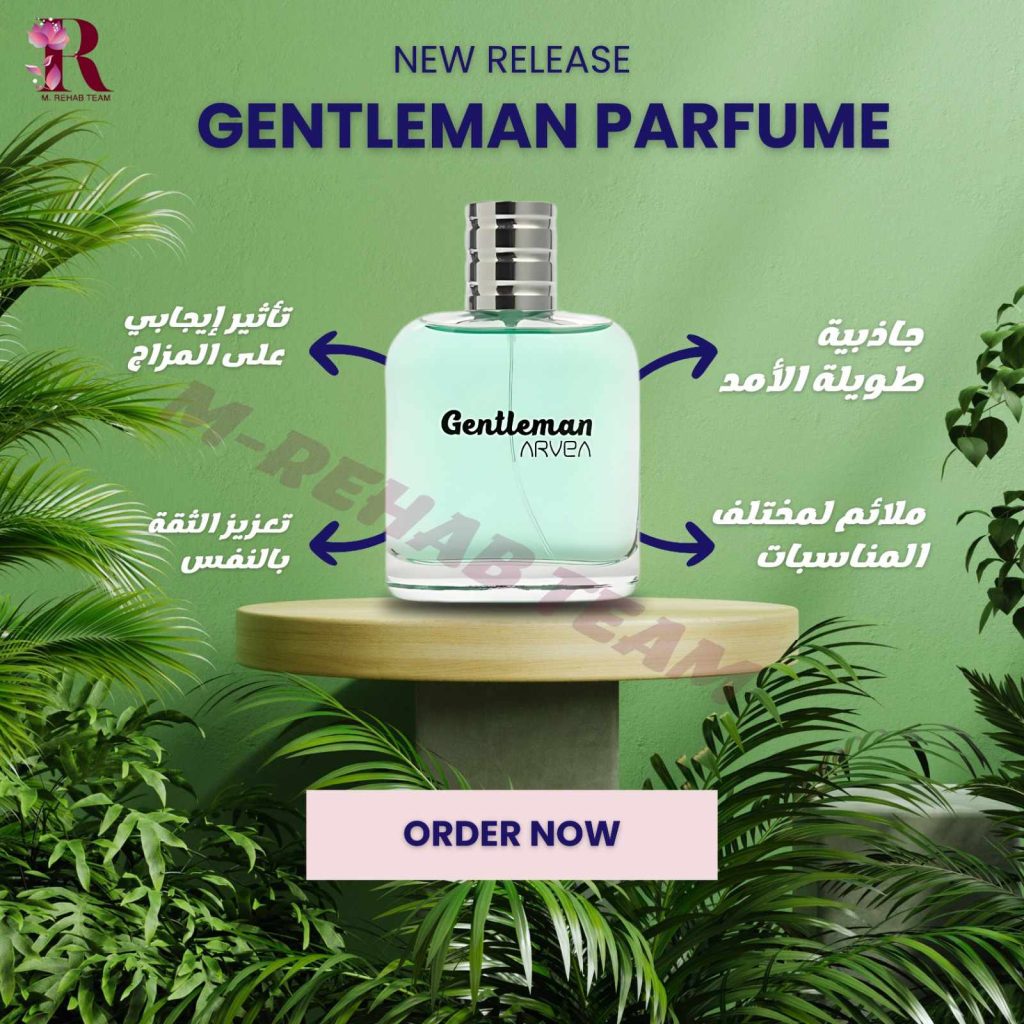 R
M. REHAB TEAM
NEW RELEASE
GENTLEMAN PARFUME
تأثير إيجابي
على المزاج
جاذبية
طويلة الأمد
Gentleman
ARVEA
تعزيز الثقة
بالنفس
ملائم لمختلف
المناسبات
M-REHAB TEAM
ORDER NOW